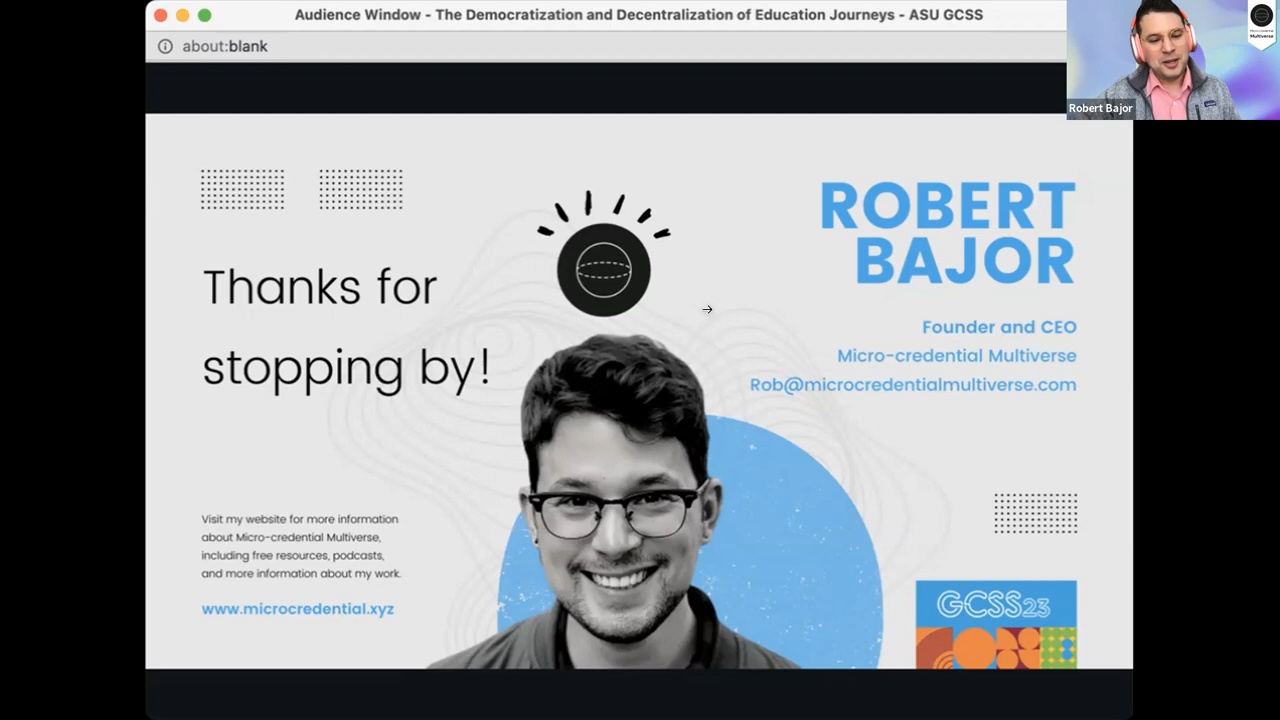 Audience Window - The Democratization and Decentralization of Education Journeys - ASU GCSS
about:blank
Robert Bajor
Multiverse
Thanks for
stopping by!
ROBERT
BAJOR
Founder and CEO
Micro-credential Multiverse
Rob@microcredentialmultiverse.com
Visit my website for more information
about Micro-credential Multiverse,
including free resources, podcasts,
and more information about my work.
www.microcredential.xyz
GCSS23